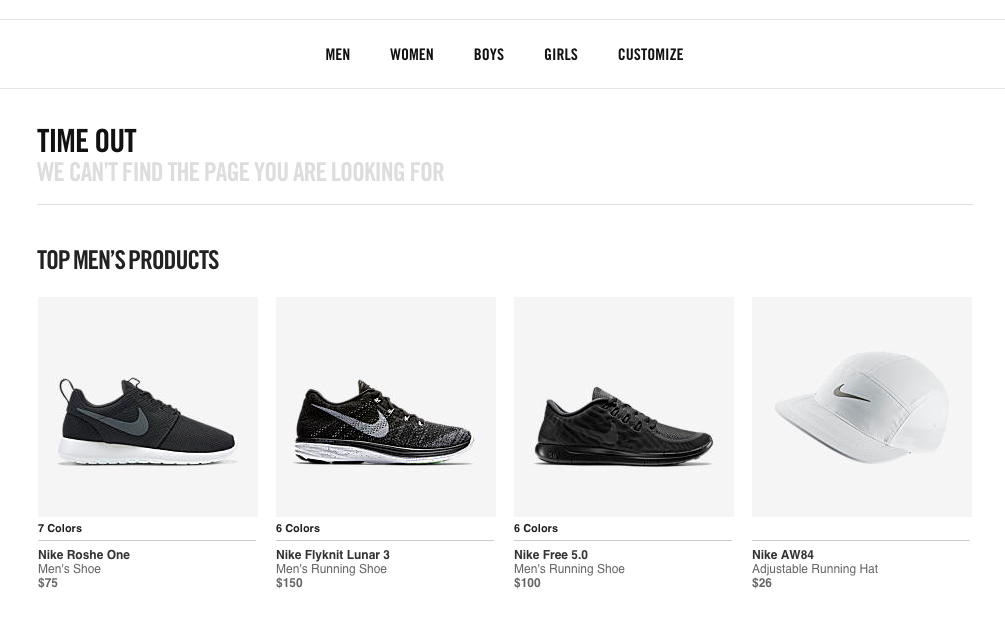 MEN WOMEN BOYS GIRLS CUSTOMIZE
TIME OUT
WE CAN'T FIND THE PAGE YOU ARE LOOKING FOR
TOP MEN'S PRODUCTS
7 Colors
Nike Roshe One
Men's Shoe
$75
6 Colors
Nike Flyknit Lunar 3
Men's Running Shoe
$150
6 Colors
Nike Free 5.0
Men's Running Shoe
$100
Nike AW84
Adjustable Running Hat
$26